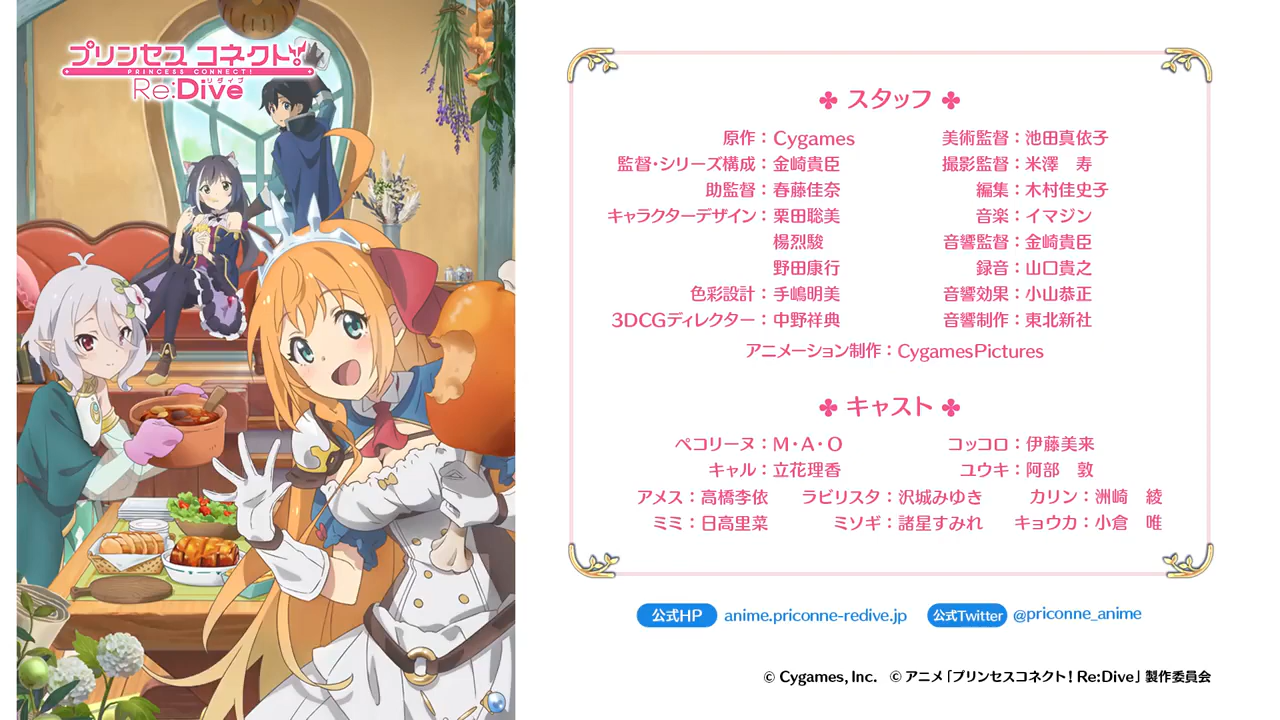 プリンセスコネクト!
PRINCESS CONNECT!
リダイブ
Re:Dive
スタッフ
原作：Cygames
監督・シリーズ構成：金崎貴臣
助監督：春藤佳奈
キャラクターデザイン：栗田聡美
楊烈駿
野田康行
色彩設計：手嶋明美
3DCGディレクター：中野祥典
美術監督：池田真依子
撮影監督：米澤　寿
編集：木村佳史子
音楽：イマジン
音響監督：金崎貴臣
録音：山口貴之
音響効果：小山恭正
音響制作：東北新社
アニメーション制作：CygamesPictures
キャスト
ペコリーヌ：M・A・O　コッコロ：伊藤美来
キャル：立花理香　ユウキ：阿部　敦
アメス：高橋李依　ラビリスタ：沢城みゆき　カリン：洲崎　綾
ミミ：日高里菜　ミソギ：諸星すみれ　キョウカ：小倉　唯
公式HP anime.priconne-redive.jp 公式Twitter @priconne_anime
© Cygames, Inc. © アニメ「プリンセスコネクト！Re:Dive」製作委員会